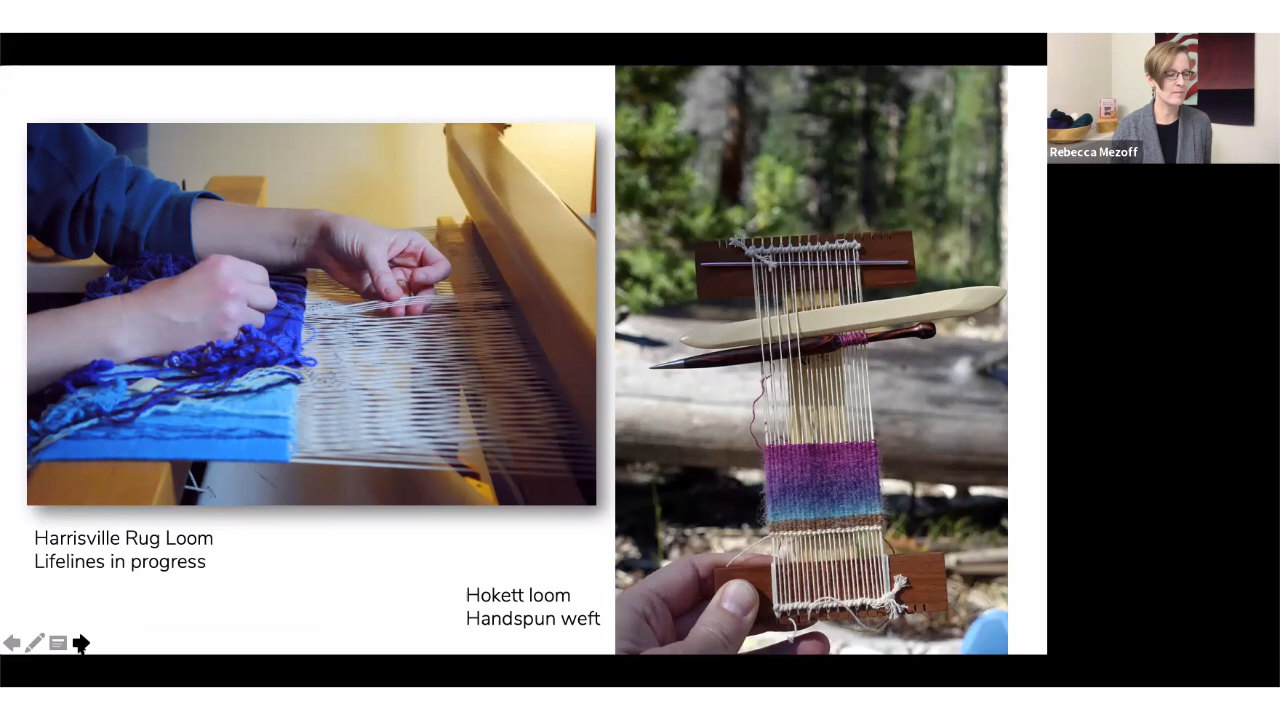 Rebecca Mezoff
Harrisville Rug Loom
Lifelines in progress
Hokett loom
Handspun weft